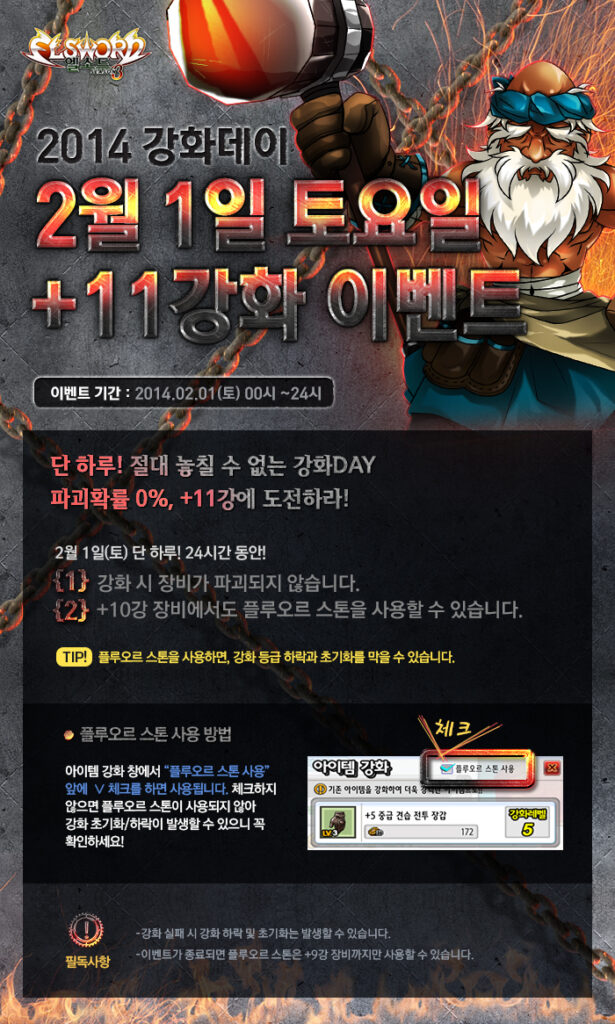 ELSWORD
엘소드
2014 강화데이
2월 1일 토요일
+11강화 이벤트
이벤트 기간 : 2014.02.01(토) 00시 ~24시
단 하루! 절대 놓칠 수 없는 강화DAY
파괴확률 0%, +11강에 도전하라!
2월 1일(토) 단 하루! 24시간 동안!
{1} 강화 시 장비가 파괴되지 않습니다.
{2} +10강 장비에서도 플루오르 스톤을 사용할 수 있습니다.
TIP! 플루오르 스톤을 사용하면, 강화 등급 하락과 초기화를 막을 수 있습니다.
플루오르 스톤 사용 방법
아이템 강화 창에서 “플루오르 스톤 사용”
앞에 ∨ 체크를 하면 사용됩니다. 체크하지
않으면 플루오르 스톤이 사용되지 않아
강화 초기화/하락이 발생할 수 있으니 꼭
확인하세요!
체크
아이템 강화
플루오르 스톤 사용
기존 아이템을 강화하여 더욱
+5 중급 견습 전투 장갑
LV 3
172
강화레벨
5
필독사항
-강화 실패 시 강화 하락 및 초기화는 발생할 수 있습니다.
-이벤트가 종료되면 플루오르 스톤은 +9강 장비까지만 사용할 수 있습니다.